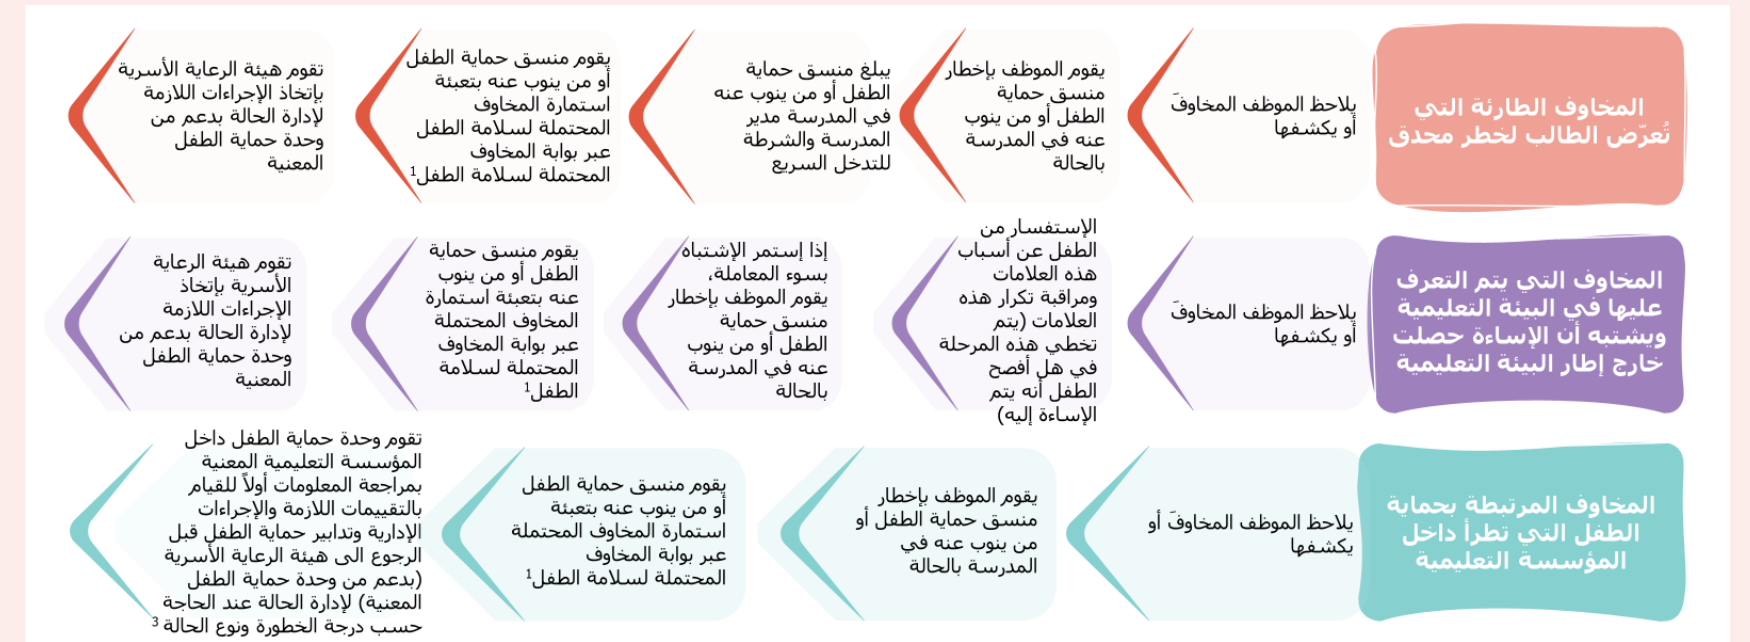 المخاوف الطارئة التي
تُعرّض الطالب لخطر محدق
يلاحظ الموظف المخاوفَ
أو يكشفها
يقوم الموظف بإخطار
منسق حماية
الطفل أو من ينوب
عنه في المدرسة
بالحالة
يبلغ منسق حماية
الطفل أو من ينوب عنه
في المدرسة مدير
المدرسة والشرطة
للتدخل السريع
يقوم منسق حماية الطفل
أو من ينوب عنه بتعبئة
استمارة المخاوف
المحتملة لسلامة الطفل
عبر بوابة المخاوف
المحتملة لسلامة الطفل1
تقوم هيئة الرعاية الأسرية
بإتخاذ الإجراءات اللازمة
لإدارة الحالة بدعم من
وحدة حماية الطفل
المعنية
المخاوف التي يتم التعرف
عليها في البيئة التعليمية
ويشتبه أن الإساءة حصلت
خارج إطار البيئة التعليمية
يلاحظ الموظف المخاوفَ
أو يكشفها
الإستفسار من
الطفل عن أسباب
هذه العلامات
ومراقبة تكرار هذه
العلامات (يتم
تخطي هذه المرحلة
في هل أفصح
الطفل أنه يتم
الإساءة إليه)
إذا إستمر الإشتباه
بسوء المعاملة،
يقوم الموظف بإخطار
منسق حماية
الطفل أو من ينوب
عنه في المدرسة
بالحالة
يقوم منسق حماية
الطفل أو من ينوب
عنه بتعبئة استمارة
المخاوف المحتملة
عبر بوابة المخاوف
المحتملة لسلامة
الطفل1
تقوم هيئة الرعاية
الأسرية بإتخاذ
الإجراءات اللازمة
لإدارة الحالة بدعم من
وحدة حماية الطفل
المعنية
المخاوف المرتبطة بحماية
الطفل التي تطرأ داخل
المؤسسة التعليمية
يلاحظ الموظف المخاوفَ أو
يكشفها
يقوم الموظف بإخطار
منسق حماية الطفل أو
من ينوب عنه في
المدرسة بالحالة
يقوم منسق حماية الطفل
أو من ينوب عنه بتعبئة
استمارة المخاوف المحتملة
عبر بوابة المخاوف
المحتملة لسلامة الطفل1
تقوم وحدة حماية الطفل داخل
المؤسسة التعليمية المعنية
بمراجعة المعلومات أولاً للقيام
بالتقييمات اللازمة والإجراءات
الإدارية وتدابير حماية الطفل قبل
الرجوع الى هيئة الرعاية الأسرية
(بدعم من وحدة حماية الطفل
المعنية) لإدارة الحالة عند الحاجة
حسب درجة الخطورة ونوع الحالة 3